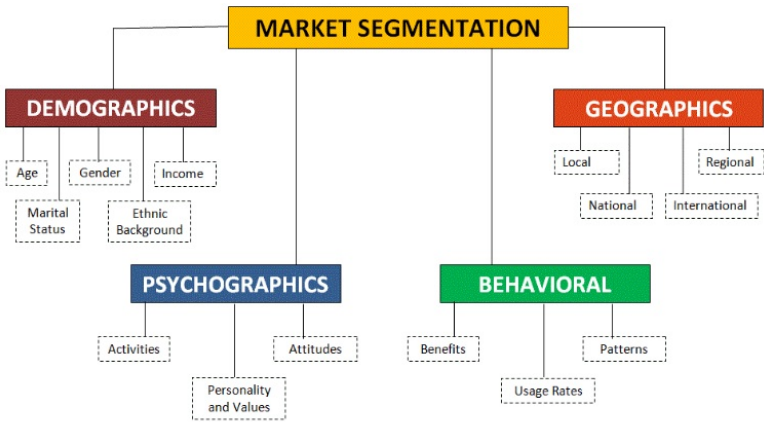 MARKET SEGMENTATION
DEMOGRAPHICS
GEOGRAPHICS
Age
Gender
Income
Marital
Status
Ethnic
Background
Local
Regional
National
International
PSYCHOGRAPHICS
BEHAVIORAL
Activities
Attitudes
Personality
and Values
Benefits
Patterns
Usage Rates